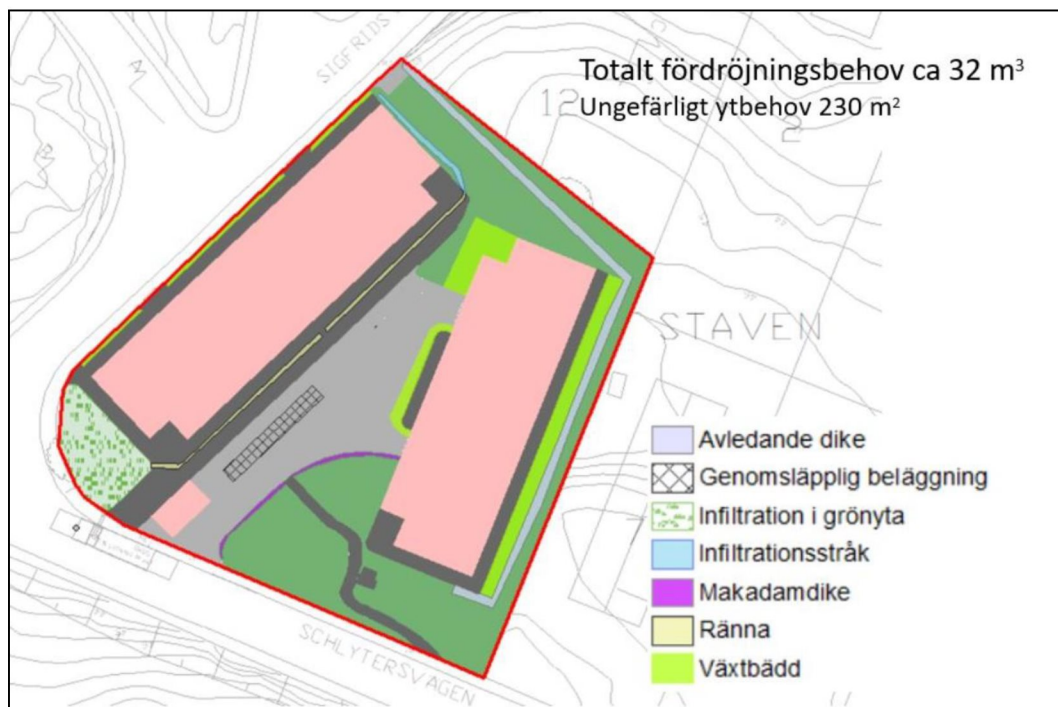 SIGFRIDS
Totalt fördröjningsbehov ca 32 m³
Ungefärligt ytbehov 230 m²
12
STAVEN
Avledande dike
Genomsläpplig beläggning
Infiltration i grönyta
Infiltrationsstråk
Makadamdike
Ränna
Växtbädd
SCHLYTERSVÄGEN